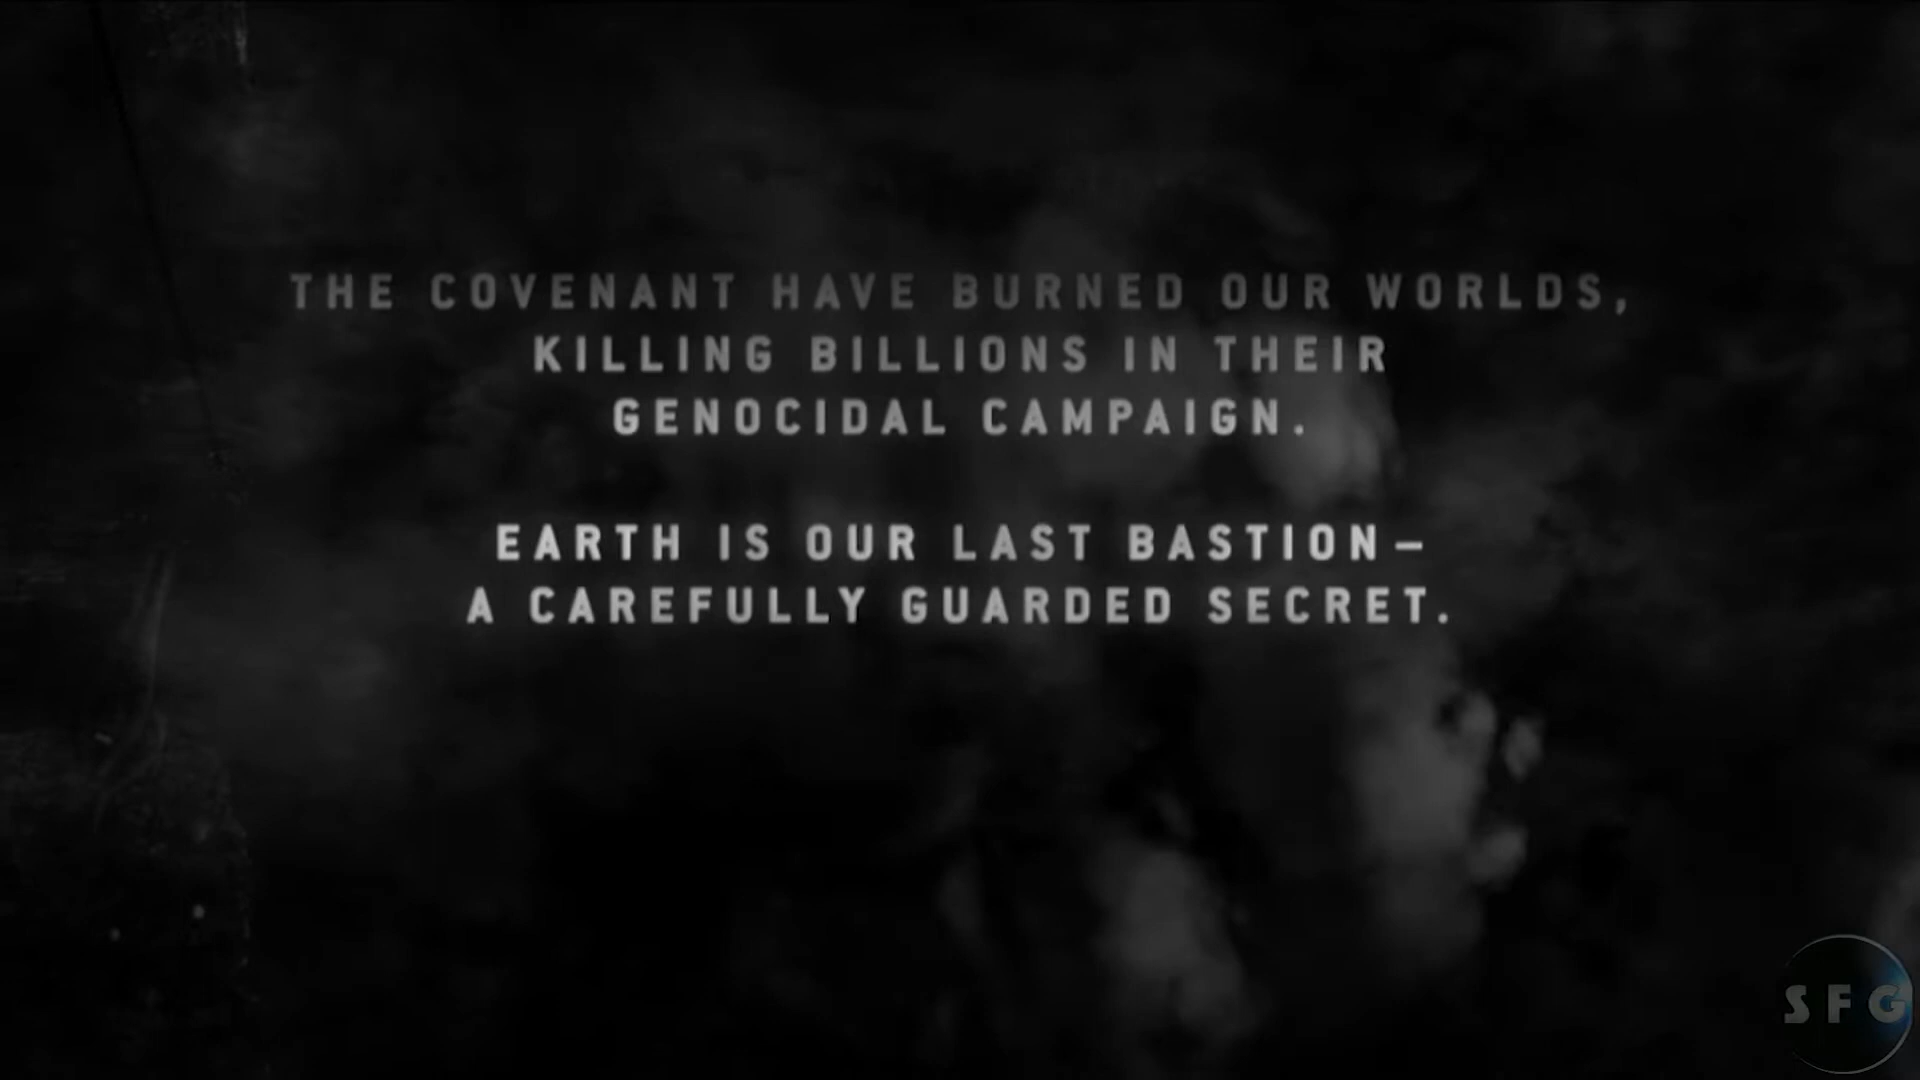 THE COVENANT HAVE BURNED OUR WORLDS,
KILLING BILLIONS IN THEIR
GENOCIDAL CAMPAIGN.
EARTH IS OUR LAST BASTION–
A CAREFULLY GUARDED SECRET.
SFG